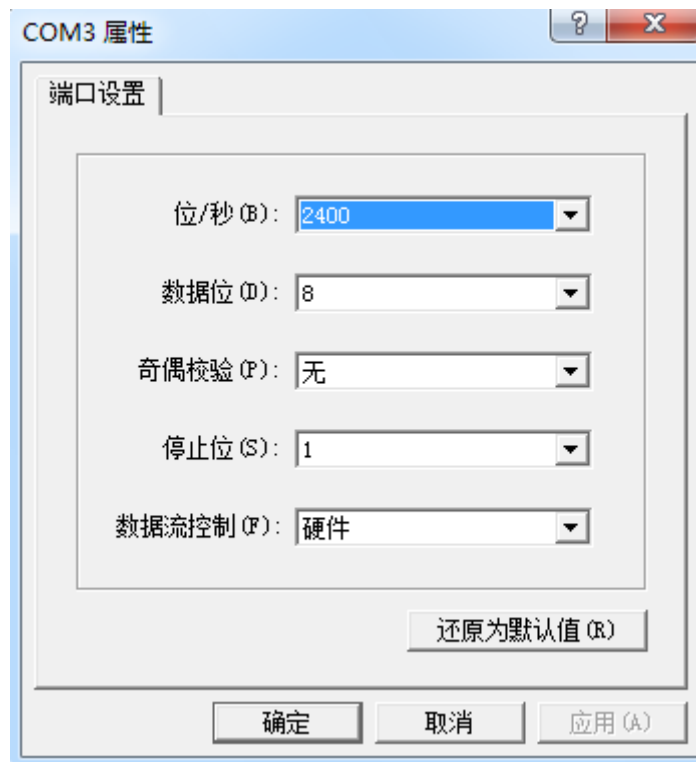 COM3 属性
端口设置
位/秒(B): 2400
数据位(D): 8
奇偶校验(P): 无
停止位(S): 1
数据流控制(F): 硬件
还原为默认值(R)
确定 取消 应用(A)